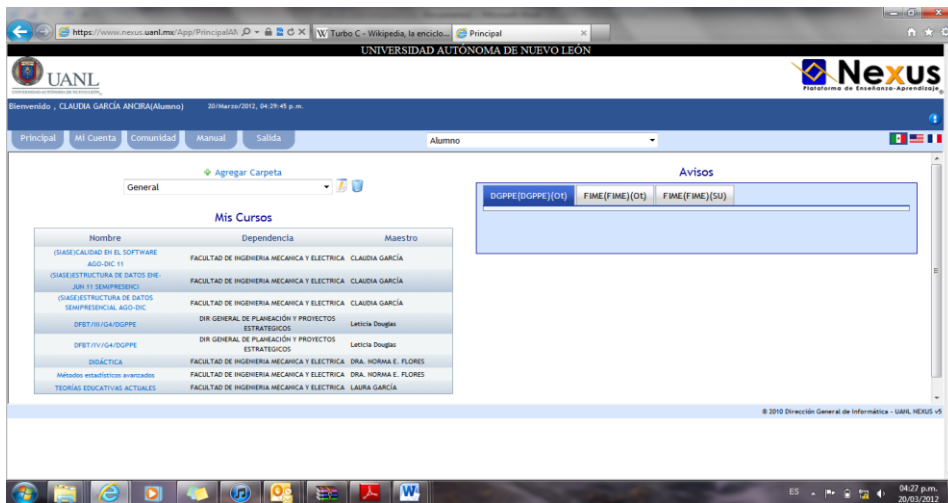 https://www.nexus.uanl.mx/App/PrincipalAl
Turbo C - Wikipedia, la enciclo...
Principal
UNIVERSIDAD AUTÓNOMA DE NUEVO LEÓN
UANL
UNIVERSIDAD AUTÓNOMA DE NUEVO LEÓN
Nexus
Plataforma de Enseñanza-Aprendizaje
Bienvenido , CLAUDIA GARCÍA ANCIRA(Alumno) 20/Marzo/2012, 04:29:45 p.m.
Principal Mi Cuenta Comunidad Manual Salida Alumno
Agregar Carpeta
General
Avisos
DGPPE(DGPPE)(Ot) FIME(FIME)(Ot) FIME(FIME)(SU)
Mis Cursos
Nombre Dependencia Maestro
(SIASE)CALIDAD EN EL SOFTWARE
AGO-DIC 11
FACULTAD DE INGENIERIA MECANICA Y ELECTRICA CLAUDIA GARCÍA
(SIASE)ESTRUCTURA DE DATOS ENE-
JUN 11 SEMIPRESENCI
FACULTAD DE INGENIERIA MECANICA Y ELECTRICA CLAUDIA GARCÍA
(SIASE)ESTRUCTURA DE DATOS
SEMIPRESENCIAL AGO-DIC
FACULTAD DE INGENIERIA MECANICA Y ELECTRICA CLAUDIA GARCÍA
DFBT/III/G4/DGPPE
DIR GENERAL DE PLANEACIÓN Y PROYECTOS
ESTRATEGICOS
Leticia Douglas
DFBT/IV/G4/DGPPE
DIR GENERAL DE PLANEACIÓN Y PROYECTOS
ESTRATEGICOS
Leticia Douglas
DIDÁCTICA FACULTAD DE INGENIERIA MECANICA Y ELECTRICA DRA. NORMA E. FLORES
Métodos estadísticos avanzados FACULTAD DE INGENIERIA MECANICA Y ELECTRICA DRA. NORMA E. FLORES
TEORÍAS EDUCATIVAS ACTUALES FACULTAD DE INGENIERIA MECANICA Y ELECTRICA LAURA GARCÍA
© 2010 Dirección General de Informática - UANL NEXUS v5
ES
04:27 p.m.
20/03/2012